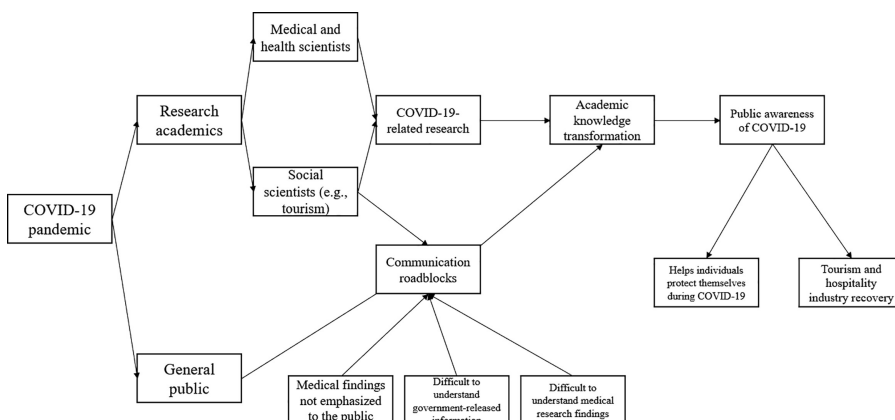 Medical and
health scientists
Research
academics
COVID-19-
related research
Academic
knowledge
transformation
Public awareness
of COVID-19
Social
scientists (e.g.,
tourism)
COVID-19
pandemic
Communication
roadblocks
Helps individuals
protect themselves
during COVID-19
Tourism and
hospitality
industry recovery
General
public
Medical findings
not emphasized
to the public
Difficult to
understand
government-released
information
Difficult to
understand medical
research findings